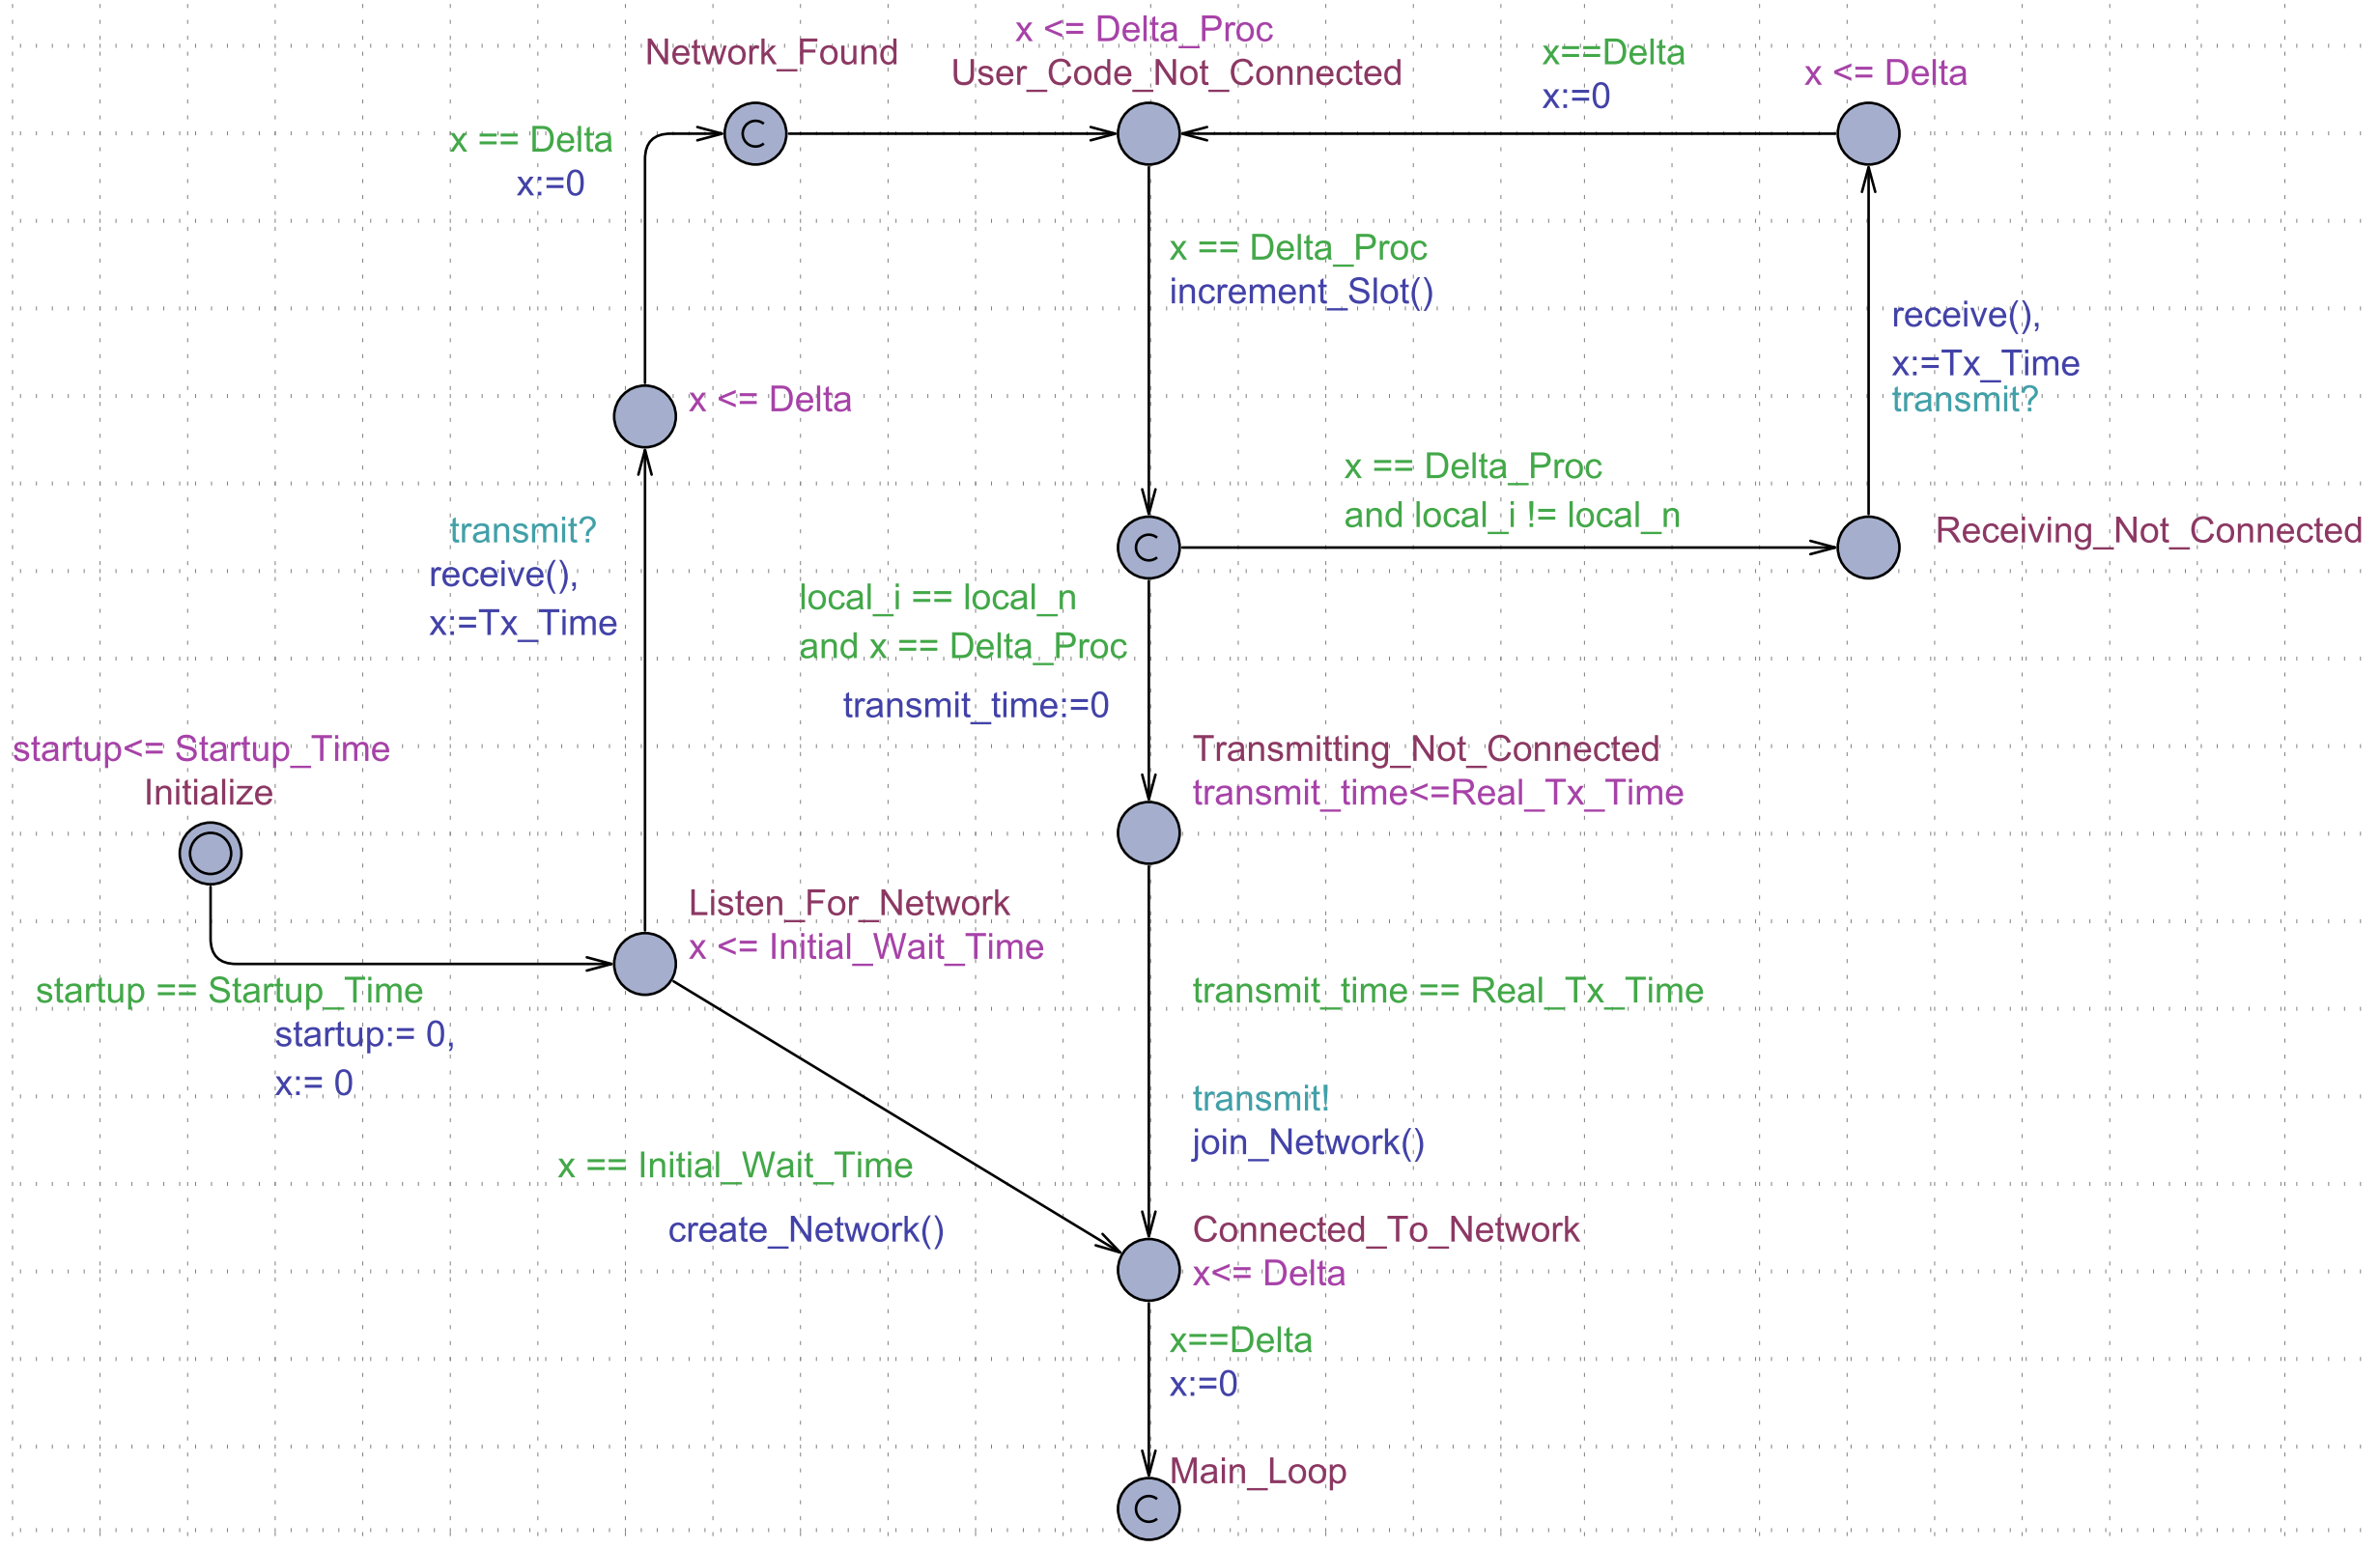 x <= Delta_Proc
Network_Found
User_Code_Not_Connected
x==Delta
x:=0
x <= Delta
x == Delta
x:=0
C
x == Delta_Proc
increment_Slot()
receive(),
x:=Tx_Time
transmit?
x <= Delta
x == Delta_Proc
and local_i != local_n
transmit?
receive(),
x:=Tx_Time
C
Receiving_Not_Connected
local_i == local_n
and x == Delta_Proc
transmit_time:=0
startup<= Startup_Time
Initialize
Transmitting_Not_Connected
transmit_time<=Real_Tx_Time
Listen_For_Network
x <= Initial_Wait_Time
startup == Startup_Time
startup:= 0,
x:= 0
transmit_time == Real_Tx_Time
transmit!
join_Network()
x == Initial_Wait_Time
create_Network()
Connected_To_Network
x<= Delta
x==Delta
x:=0
Main_Loop
C